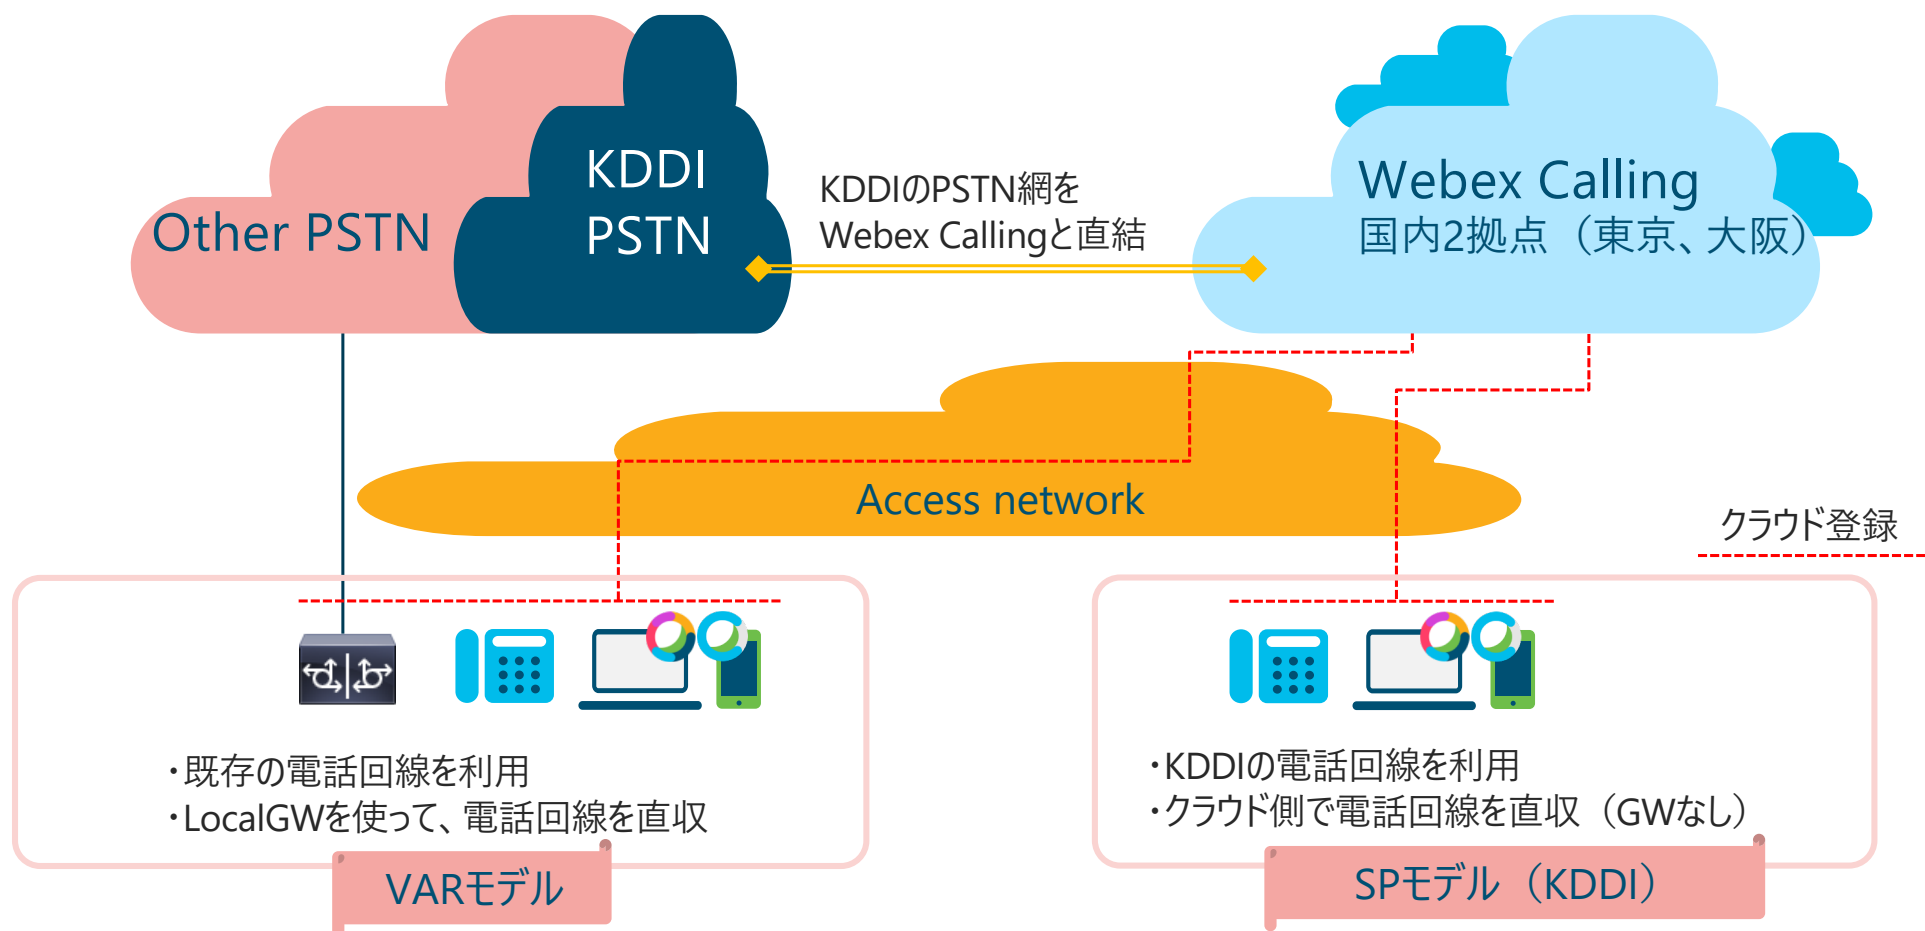 KDDI
PSTN
Other PSTN
KDDIのPSTN網を
Webex Callingと直結
Webex Calling
国内2拠点（東京、大阪）
Access network
クラウド登録
・既存の電話回線を利用
・LocalGWを使って、電話回線を直収
VARモデル
・KDDIの電話回線を利用
・クラウド側で電話回線を直収（GWなし）
SPモデル（KDDI）